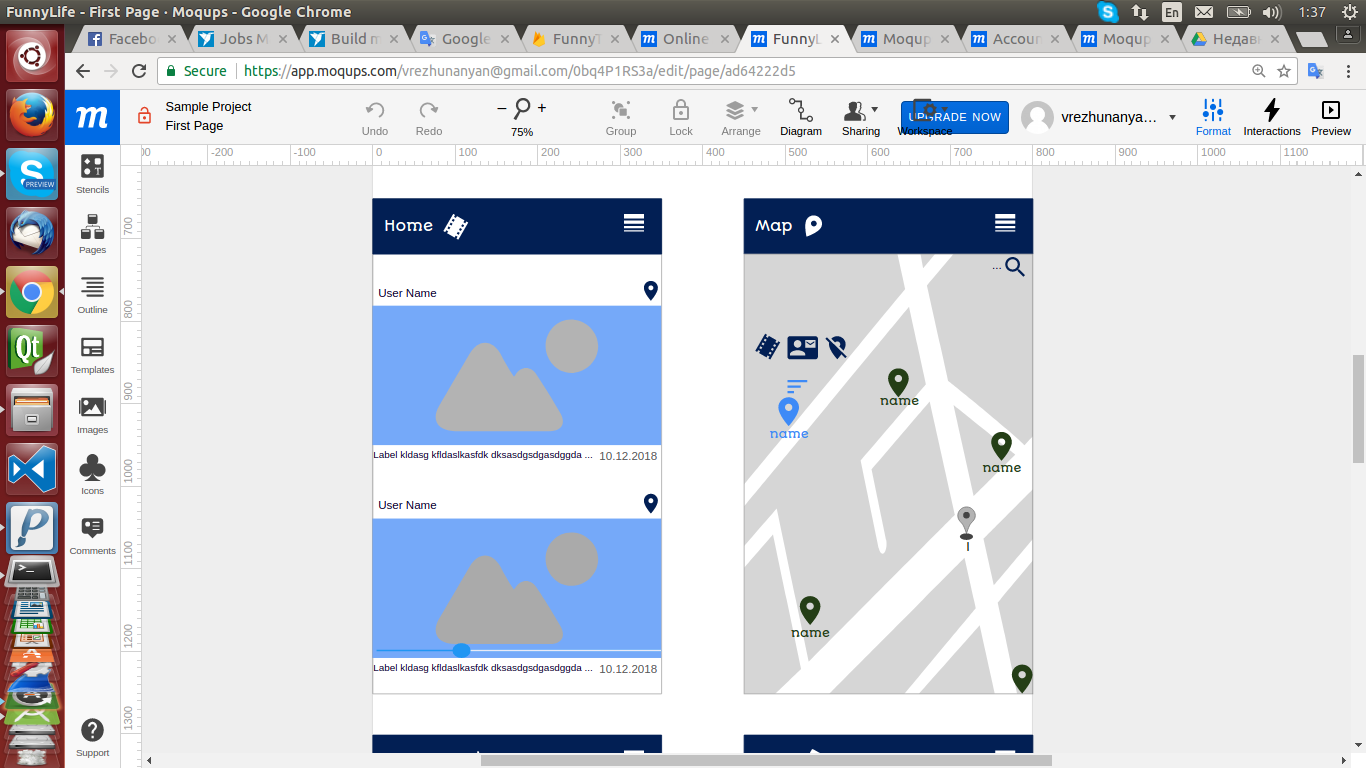 FunnyLife - First Page · Moqups - Google Chrome
En
1:37
Facebo
Jobs M
Build m
Google
FunnyT
Online
FunnyL
Moqup
Accoun
Moqup
Недав
Secure
https://app.moqups.com/vrezhunanyan@gmail.com/0bq4P1RS3a/edit/page/ad64222d5
m
Sample Project
First Page
Undo
Redo
75%
Group
Lock
Arrange
Diagram
Sharing
Workspace
UPGRADE NOW
vrezhunanya...
Format
Interactions
Preview
00 -200 -100 0 100 200 300 400 500 600 700 800 900 1000 1100
700
800
900
1000
1100
1200
1300
PREVIEW
Qt
Stencils
Pages
Outline
Templates
Images
Icons
Comments
Support
Home
User Name
Label kldasg kfldaslkasfdk dksasdgsdgasdggda ...
10.12.2018
User Name
Label kldasg kfldaslkasfdk dksasdgsdgasdggda ...
10.12.2018
Map
...
name
name
name
I
name